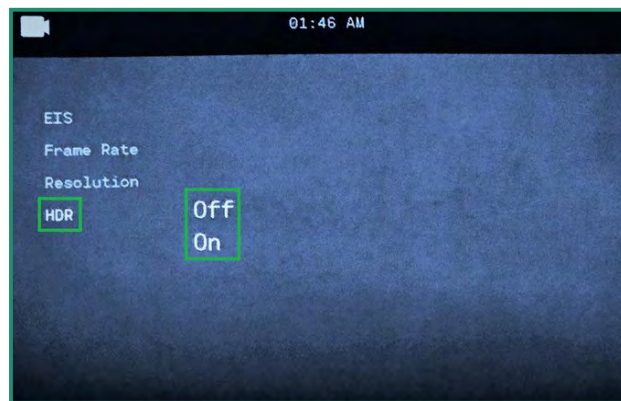 01:46 AM
EIS
Frame Rate
Resolution
HDR
Off
On